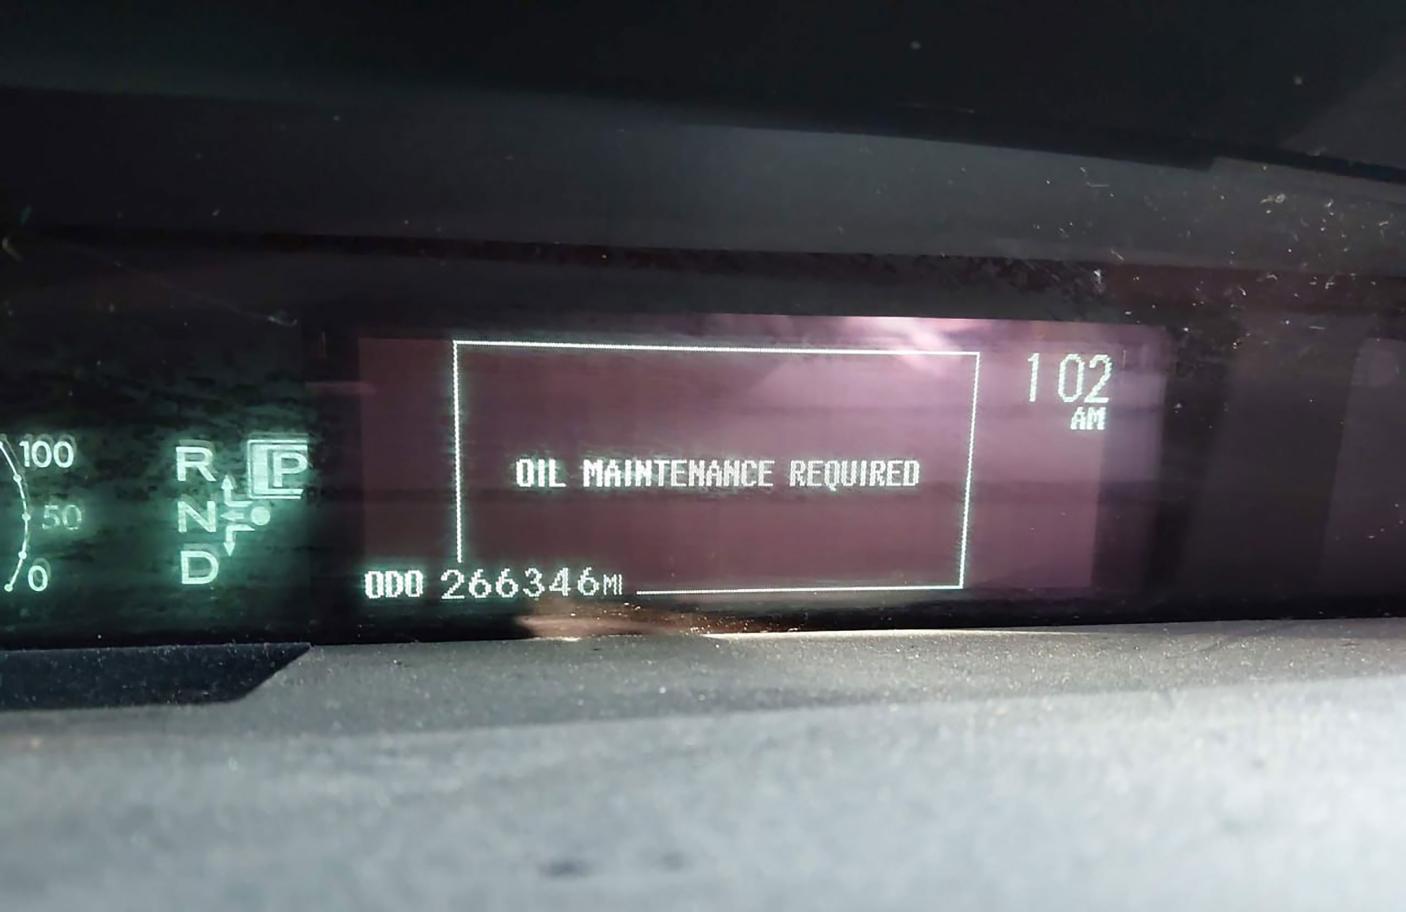 100
50
0
R
P
N
D
1 02
AM
OIL MAINTENANCE REQUIRED
ODO 266346MI